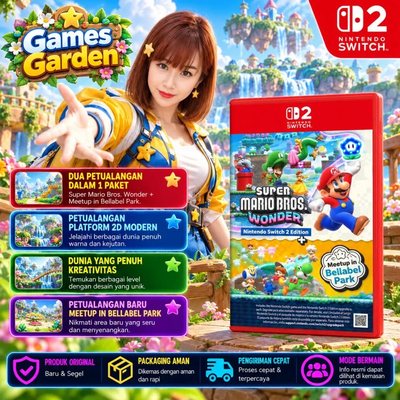 Games
Garden
2
NINTENDO
SWITCH™
2
NINTENDO
SWITCH™
SUPER
MARIO BROS.
WONDER
Nintendo Switch 2 Edition
+
Meetup in
Bellabel
Park
DUA PETUALANGAN
DALAM 1 PAKET
Super Mario Bros. Wonder +
Meetup in Bellabel Park.
PETUALANGAN
PLATFORM 2D MODERN
Jelajahi berbagai dunia penuh
warna dan kejutan.
DUNIA YANG PENUH
KREATIVITAS
Temukan berbagai level
dengan desain yang unik.
PETUALANGAN BARU
MEETUP IN BELLABEL PARK
Nikmati area baru yang seru
dan menyenangkan.
PRODUK ORIGINAL
Baru & Segel
PACKAGING AMAN
Dikemas dengan aman
dan rapi
PENGIRIMAN CEPAT
Proses cepat &
terpercaya
MODE BERMAIN
Info resmi dapat
dilihat di kemasan
produk.